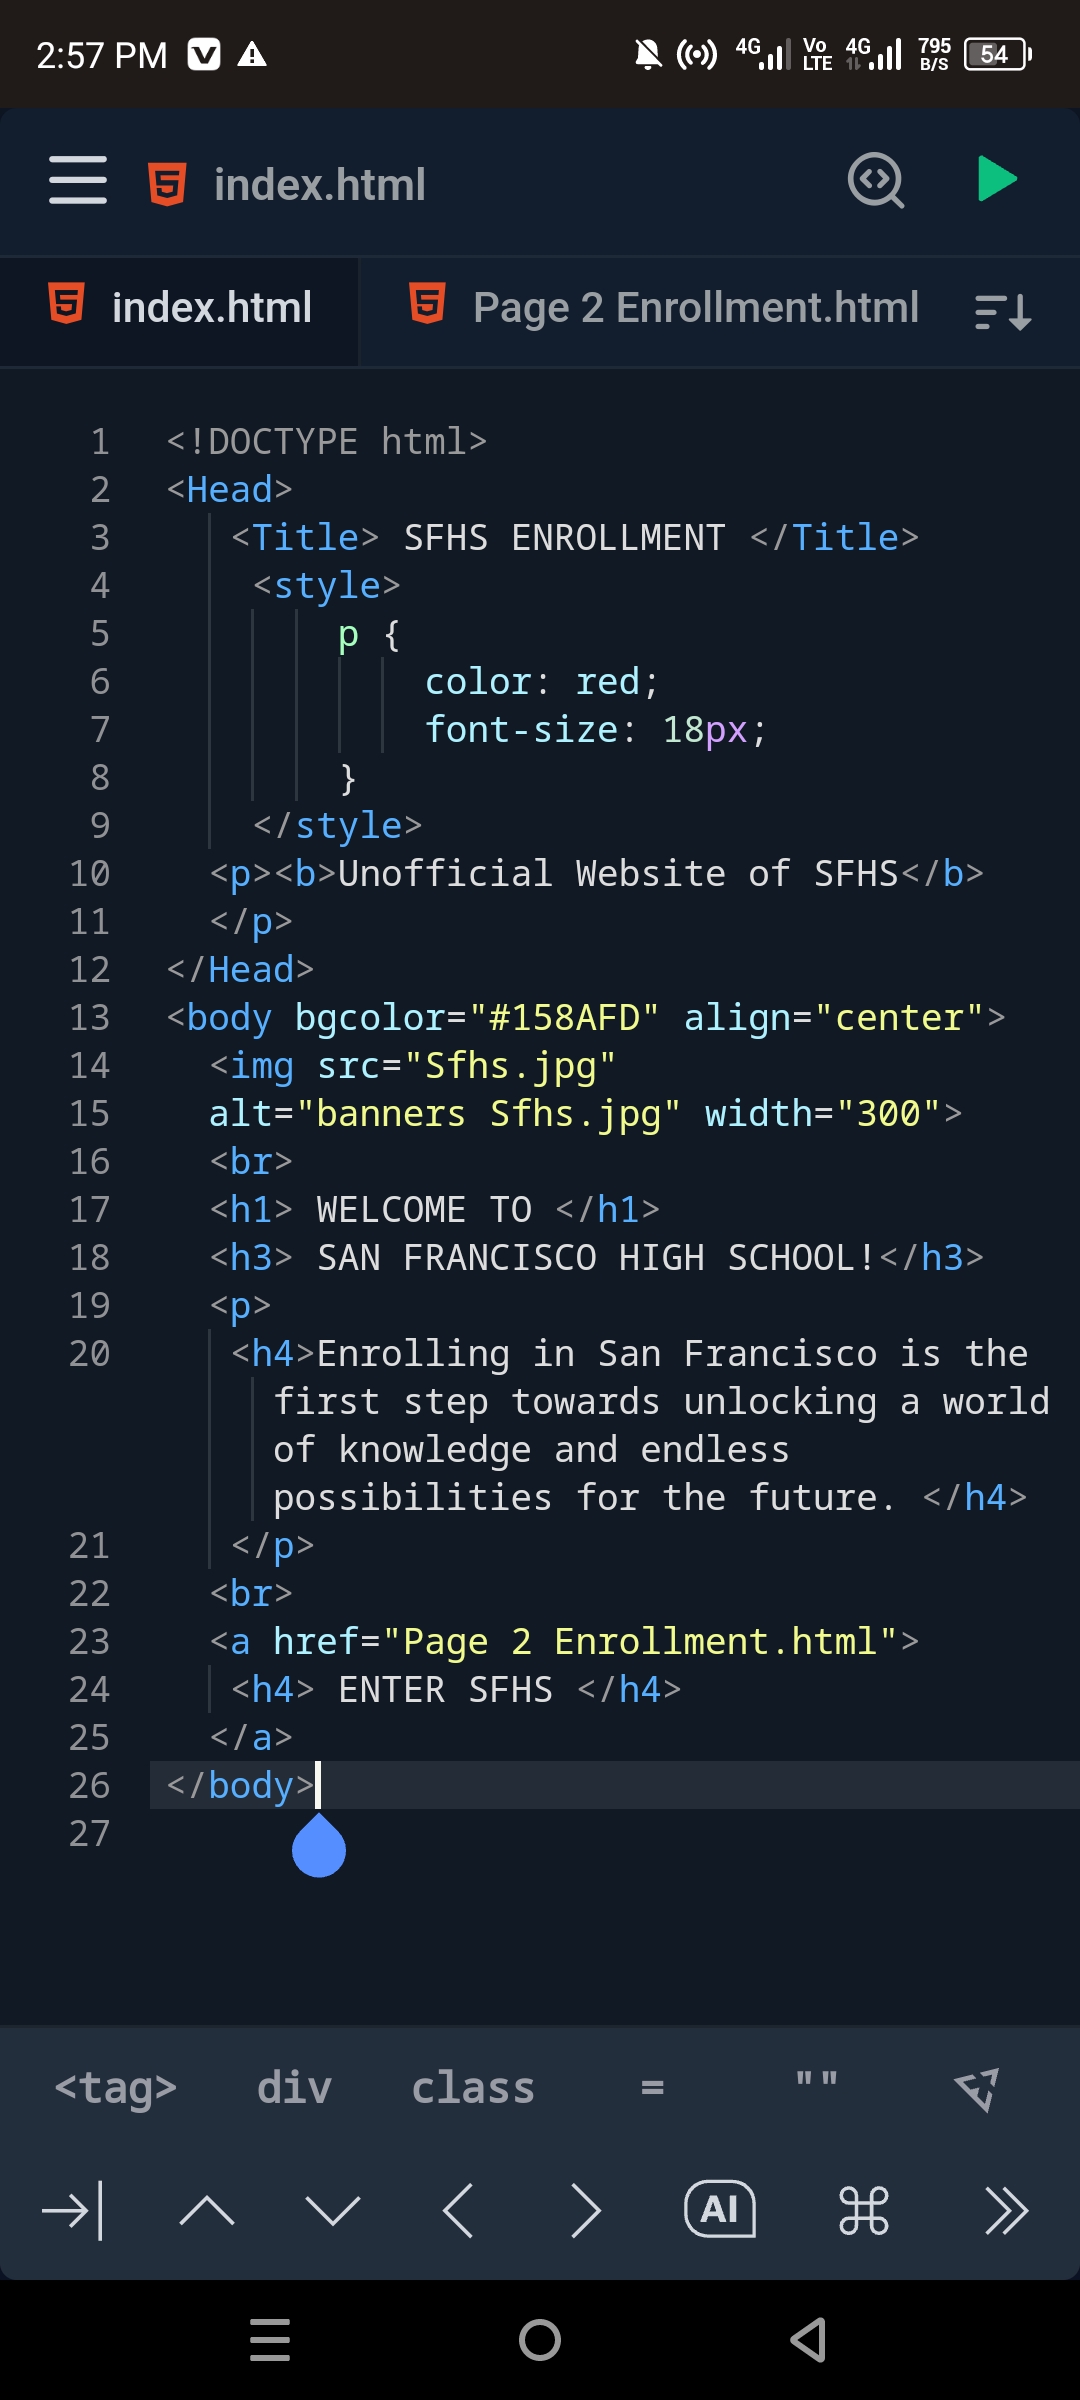 2:57 PM
4G Vo LTE 4G 795 B/S 54
index.html
index.html Page 2 Enrollment.html
1 <!DOCTYPE html>
2 <Head>
3 <Title> SFHS ENROLLMENT </Title>
4 <style>
5 p {
6 color: red;
7 font-size: 18px;
8 }
9 </style>
10 <p><b>Unofficial Website of SFHS</b>
11 </p>
12 </Head>
13 <body bgcolor="#158AFD" align="center">
14 <img src="Sfhs.jpg"
15 alt="banners Sfhs.jpg" width="300">
16 <br>
17 <h1> WELCOME TO </h1>
18 <h3> SAN FRANCISCO HIGH SCHOOL!</h3>
19 <p>
20 <h4>Enrolling in San Francisco is the
first step towards unlocking a world
of knowledge and endless
possibilities for the future. </h4>
21 </p>
22 <br>
23 <a href="Page 2 Enrollment.html">
24 <h4> ENTER SFHS </h4>
25 </a>
26 </body>
27
<tag> div class = ""
AI